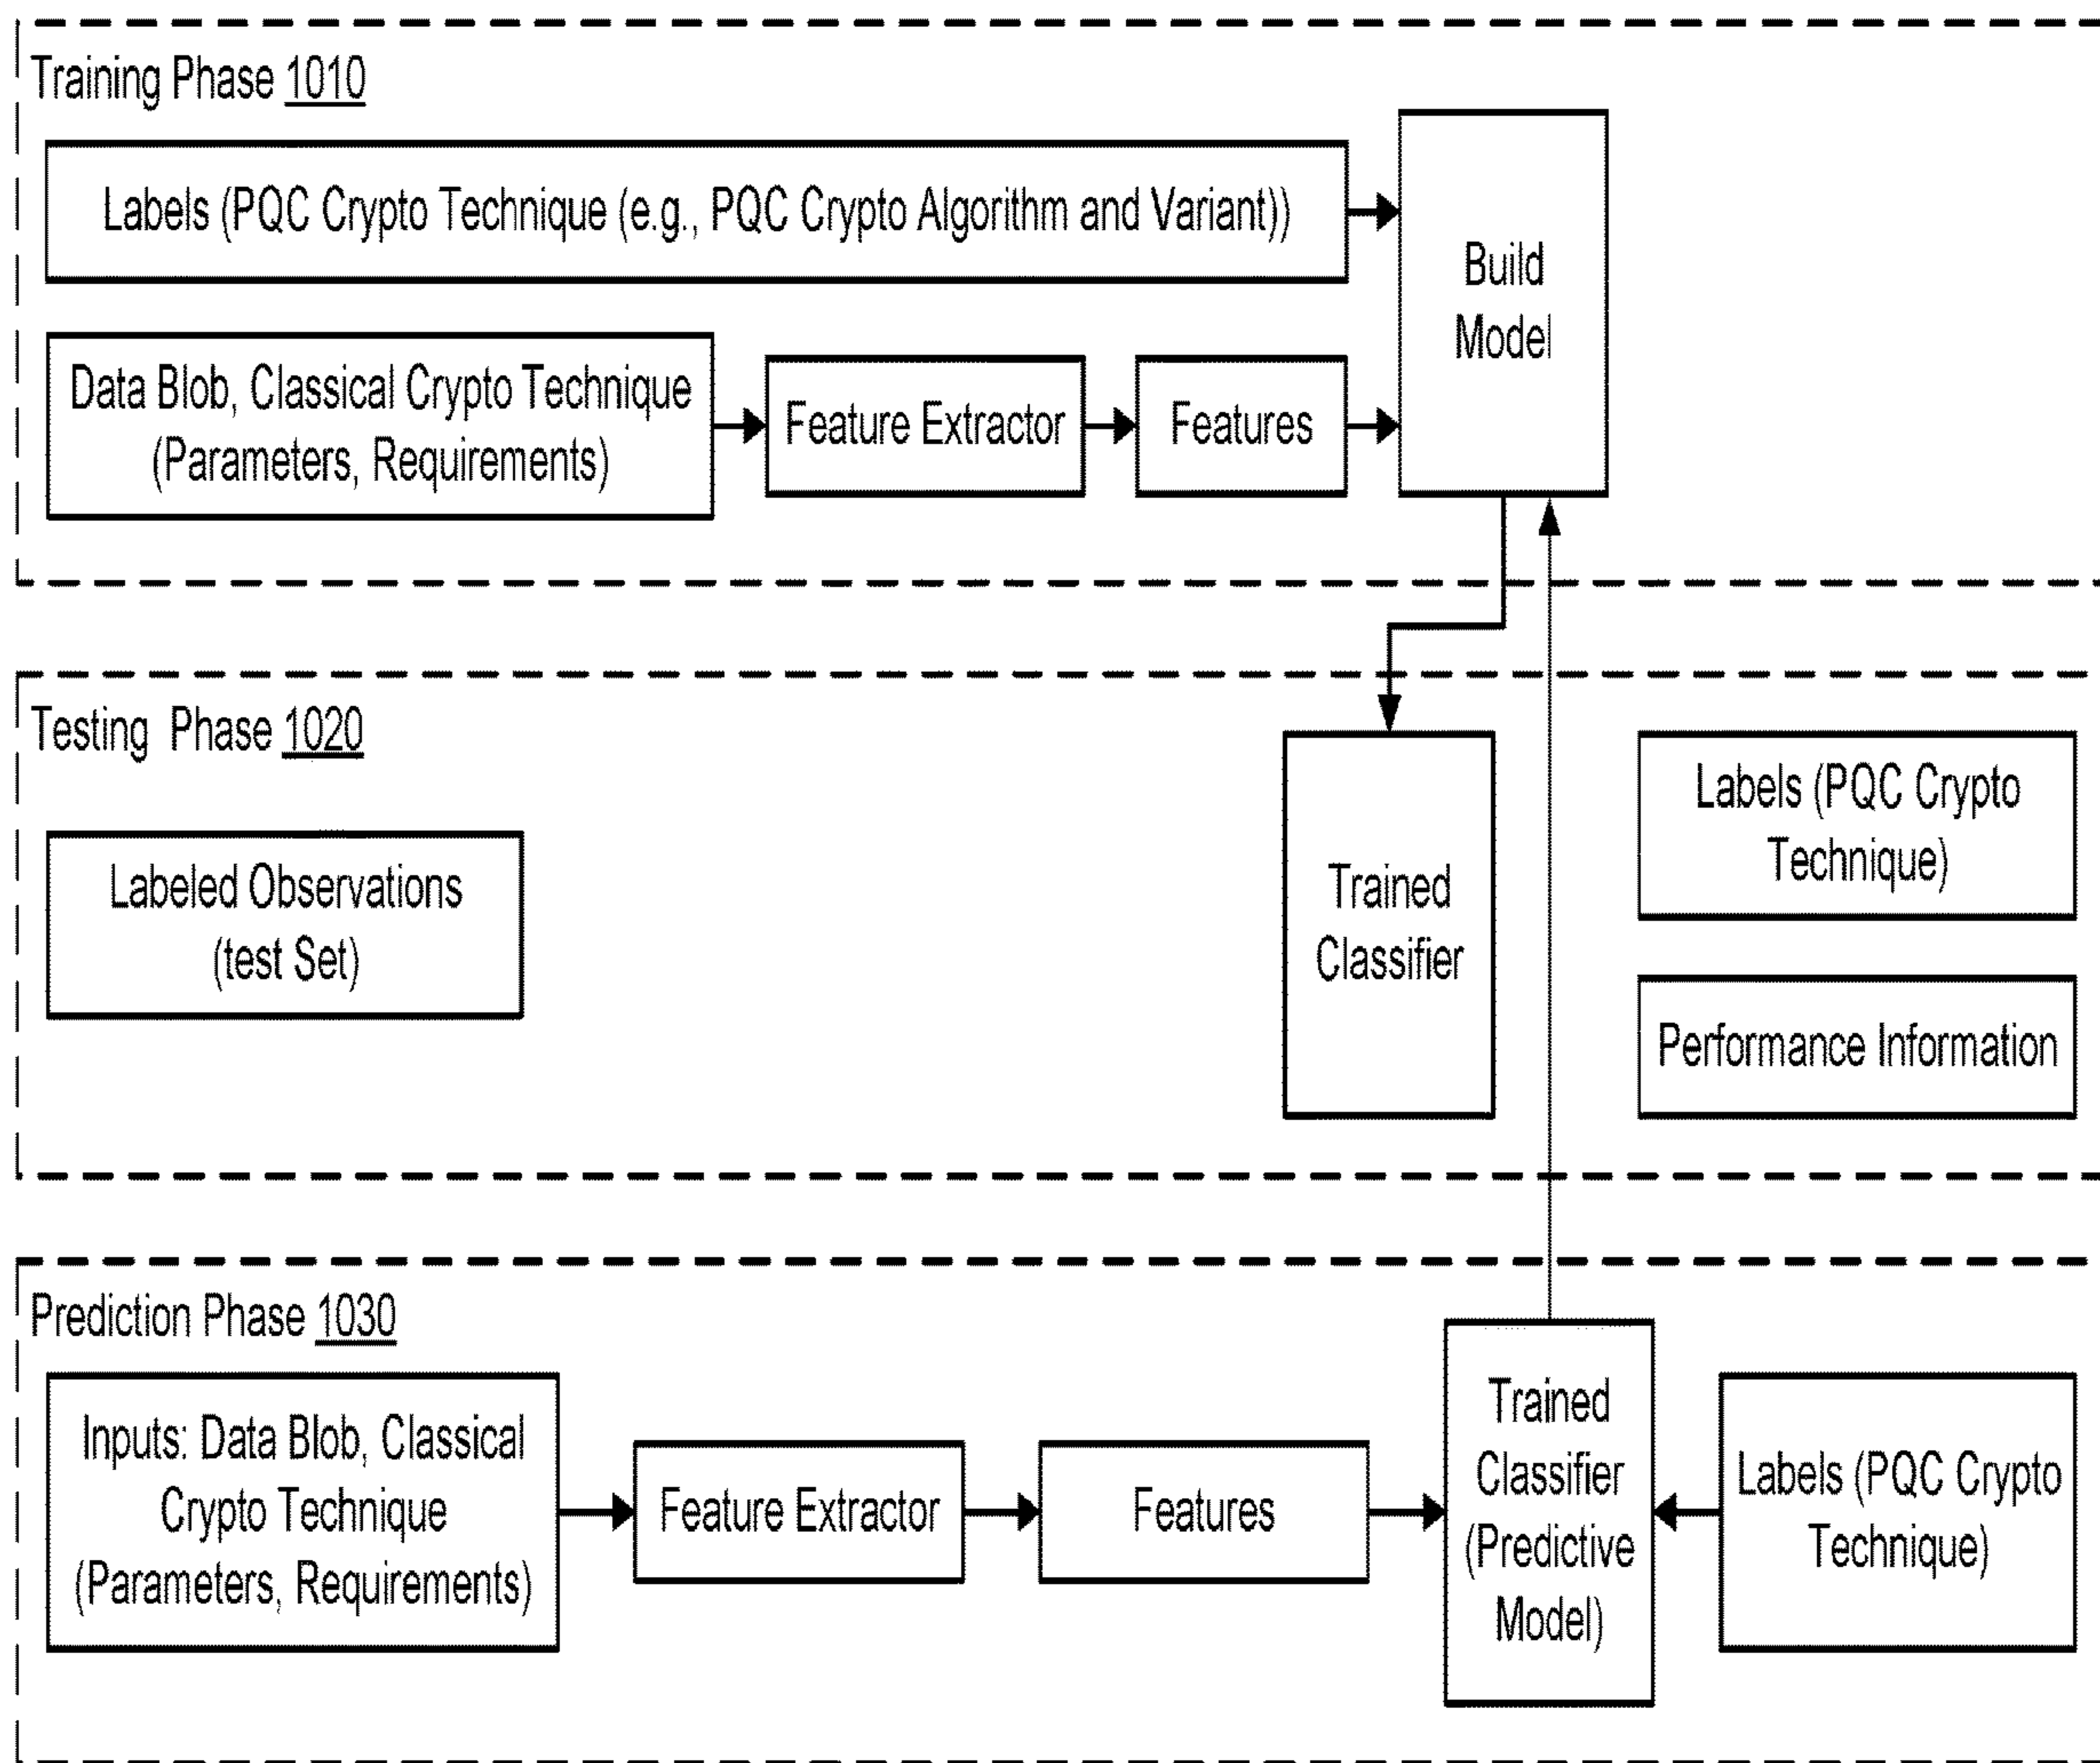 Training Phase 1010
Labels (PQC Crypto Technique (e.g., PQC Crypto Algorithm and Variant))
Build
Model
Data Blob, Classical Crypto Technique
(Parameters, Requirements)
Feature Extractor
Features
Testing Phase 1020
Labeled Observations
(test Set)
Trained
Classifier
Labels (PQC Crypto
Technique)
Performance Information
Prediction Phase 1030
Inputs: Data Blob, Classical
Crypto Technique
(Parameters, Requirements)
Feature Extractor
Features
Trained
Classifier
(Predictive
Model)
Labels (PQC Crypto
Technique)